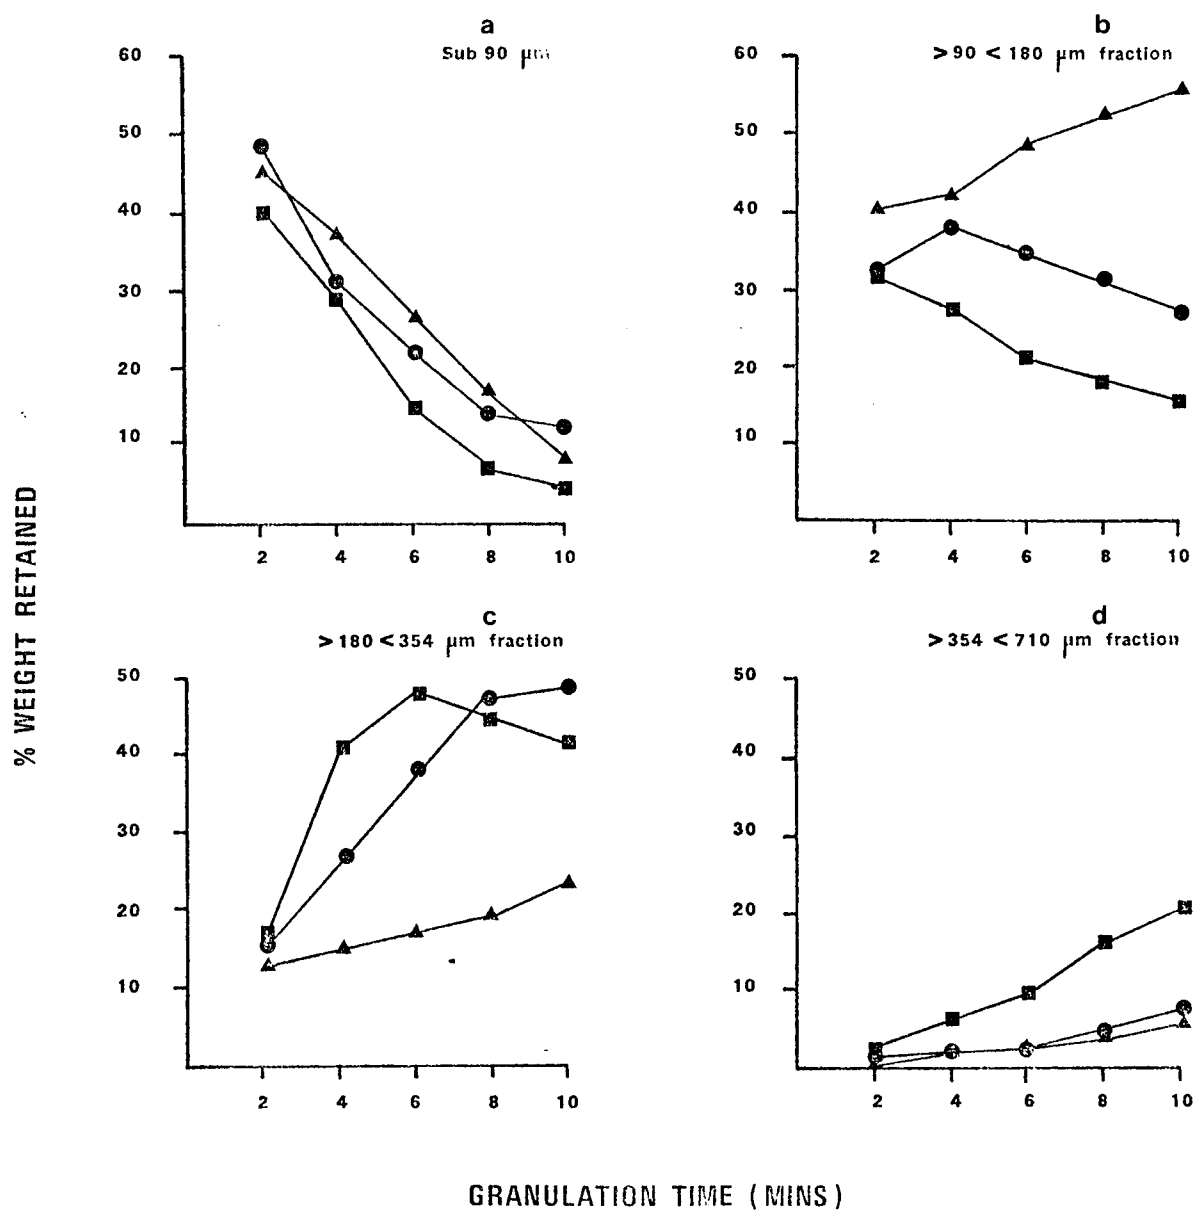 a
Sub 90 µm
60
50
40
30
20
10
2 4 6 8 10
b
>90 <180 µm fraction
60
50
40
30
20
10
2 4 6 8 10
c
>180 <354 µm fraction
50
40
30
20
10
2 4 6 8 10
d
>354 <710 µm fraction
50
40
30
20
10
2 4 6 8 10
% WEIGHT RETAINED
GRANULATION TIME (MINS)